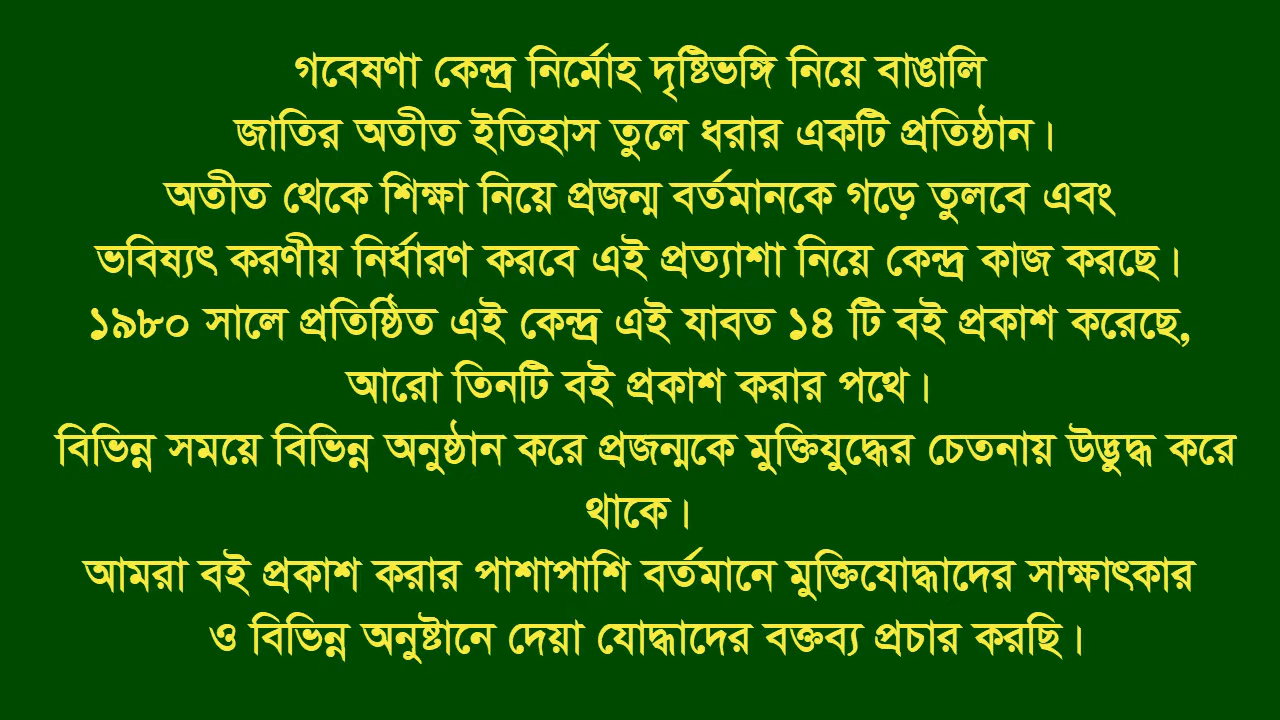 গবেষণা কেন্দ্র নির্মোহ দৃষ্টিভঙ্গি নিয়ে বাঙালি
জাতির অতীত ইতিহাস তুলে ধরার একটি প্রতিষ্ঠান।
অতীত থেকে শিক্ষা নিয়ে প্রজন্ম বর্তমানকে গড়ে তুলবে এবং
ভবিষ্যৎ করণীয় নির্ধারণ করবে এই প্রত্যাশা নিয়ে কেন্দ্র কাজ করছে।
১৯৮০ সালে প্রতিষ্ঠিত এই কেন্দ্র এই যাবত ১৪ টি বই প্রকাশ করেছে,
আরো তিনটি বই প্রকাশ করার পথে।
বিভিন্ন সময়ে বিভিন্ন অনুষ্ঠান করে প্রজন্মকে মুক্তিযুদ্ধের চেতনায় উদ্ভুদ্ধ করে
থাকে।
আমরা বই প্রকাশ করার পাশাপাশি বর্তমানে মুক্তিযোদ্ধাদের সাক্ষাৎকার
ও বিভিন্ন অনুষ্টানে দেয়া যোদ্ধাদের বক্তব্য প্রচার করছি।